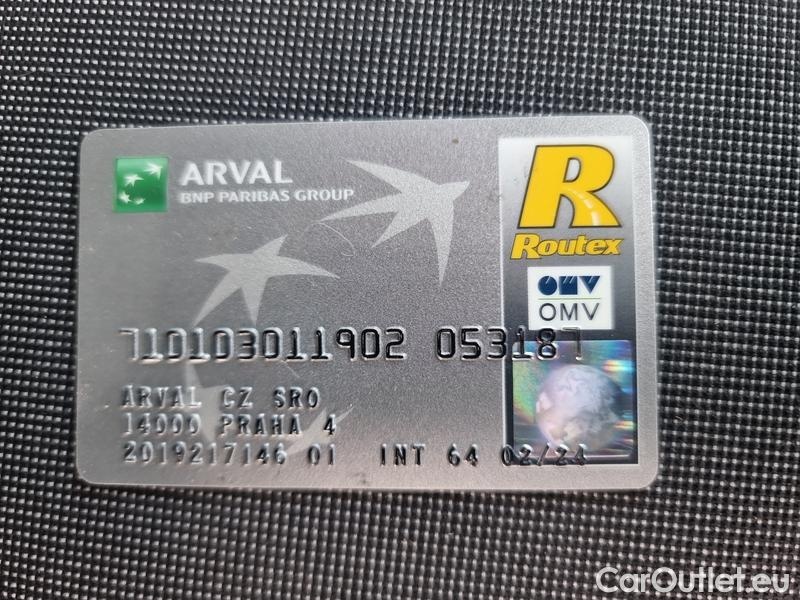 ARVAL
BNP PARIBAS GROUP
R
Routex
OMV
OMV
710103011902 053187
ARVAL CZ SRO
14000 PRAHA 4
2019217146 01 INT 64 02/24
CarOutlet.eu